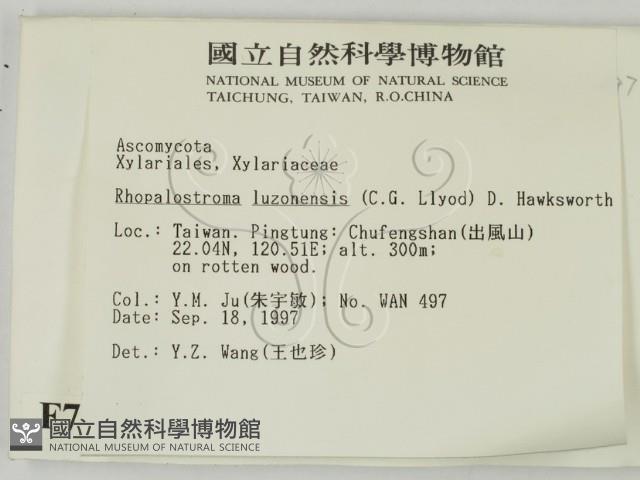 國立自然科學博物館
NATIONAL MUSEUM OF NATURAL SCIENCE
TAICHUNG, TAIWAN, R.O.CHINA
Ascomycota
Xylariales, Xylariaceae
Rhopalostroma luzonensis (C.G. Llyod) D. Hawksworth
Loc.: Taiwan. Pingtung: Chufengshan(出風山)
22.04N, 120.51E; alt. 300m;
on rotten wood.
Col.: Y.M. Ju(朱宇敏); No. WAN 497
Date: Sep. 18, 1997
Det.: Y.Z. Wang(王也珍)
國立自然科學博物館
NATIONAL MUSEUM OF NATURAL SCIENCE